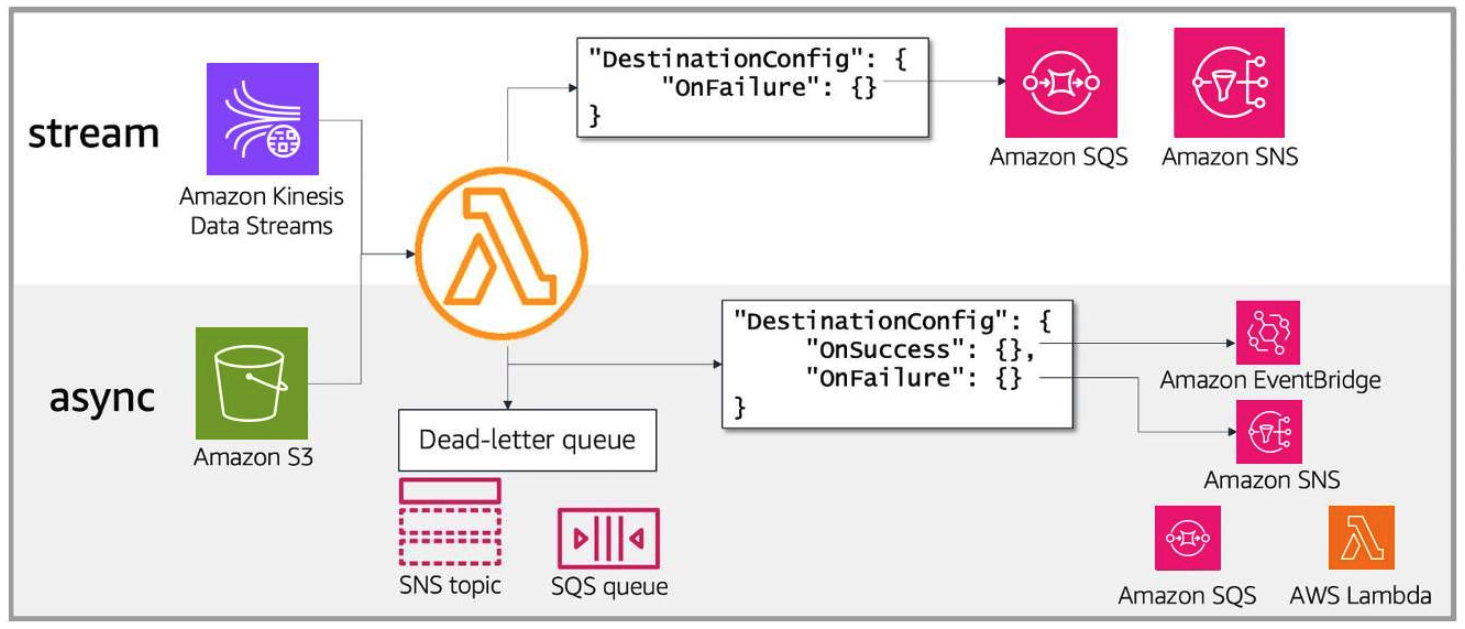 stream
Amazon Kinesis
Data Streams
"DestinationConfig": {
"OnFailure": {}
}
Amazon SQS
Amazon SNS
async
Amazon S3
Dead-letter queue
SNS topic
SQS queue
"DestinationConfig": {
"OnSuccess": {},
"OnFailure": {}
}
Amazon EventBridge
Amazon SNS
Amazon SQS
AWS Lambda